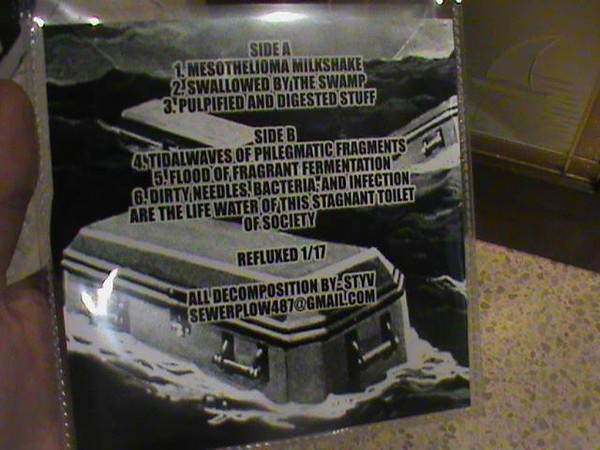 SIDE A
1. MESOTHELIOMA MILKSHAKE
2. SWALLOWED BY THE SWAMP
3. PULPIFIED AND DIGESTED STUFF
SIDE B
4. TIDALWAVES OF PHLEGMATIC FRAGMENTS
5. FLOOD OF FRAGRANT FERMENTATION
6. DIRTY NEEDLES, BACTERIA, AND INFECTION
ARE THE LIFE WATER OF THIS STAGNANT TOILET
OF SOCIETY
REFLUXED 1/17
ALL DECOMPOSITION BY- STYV
SEWERPLOW487@GMAIL.COM